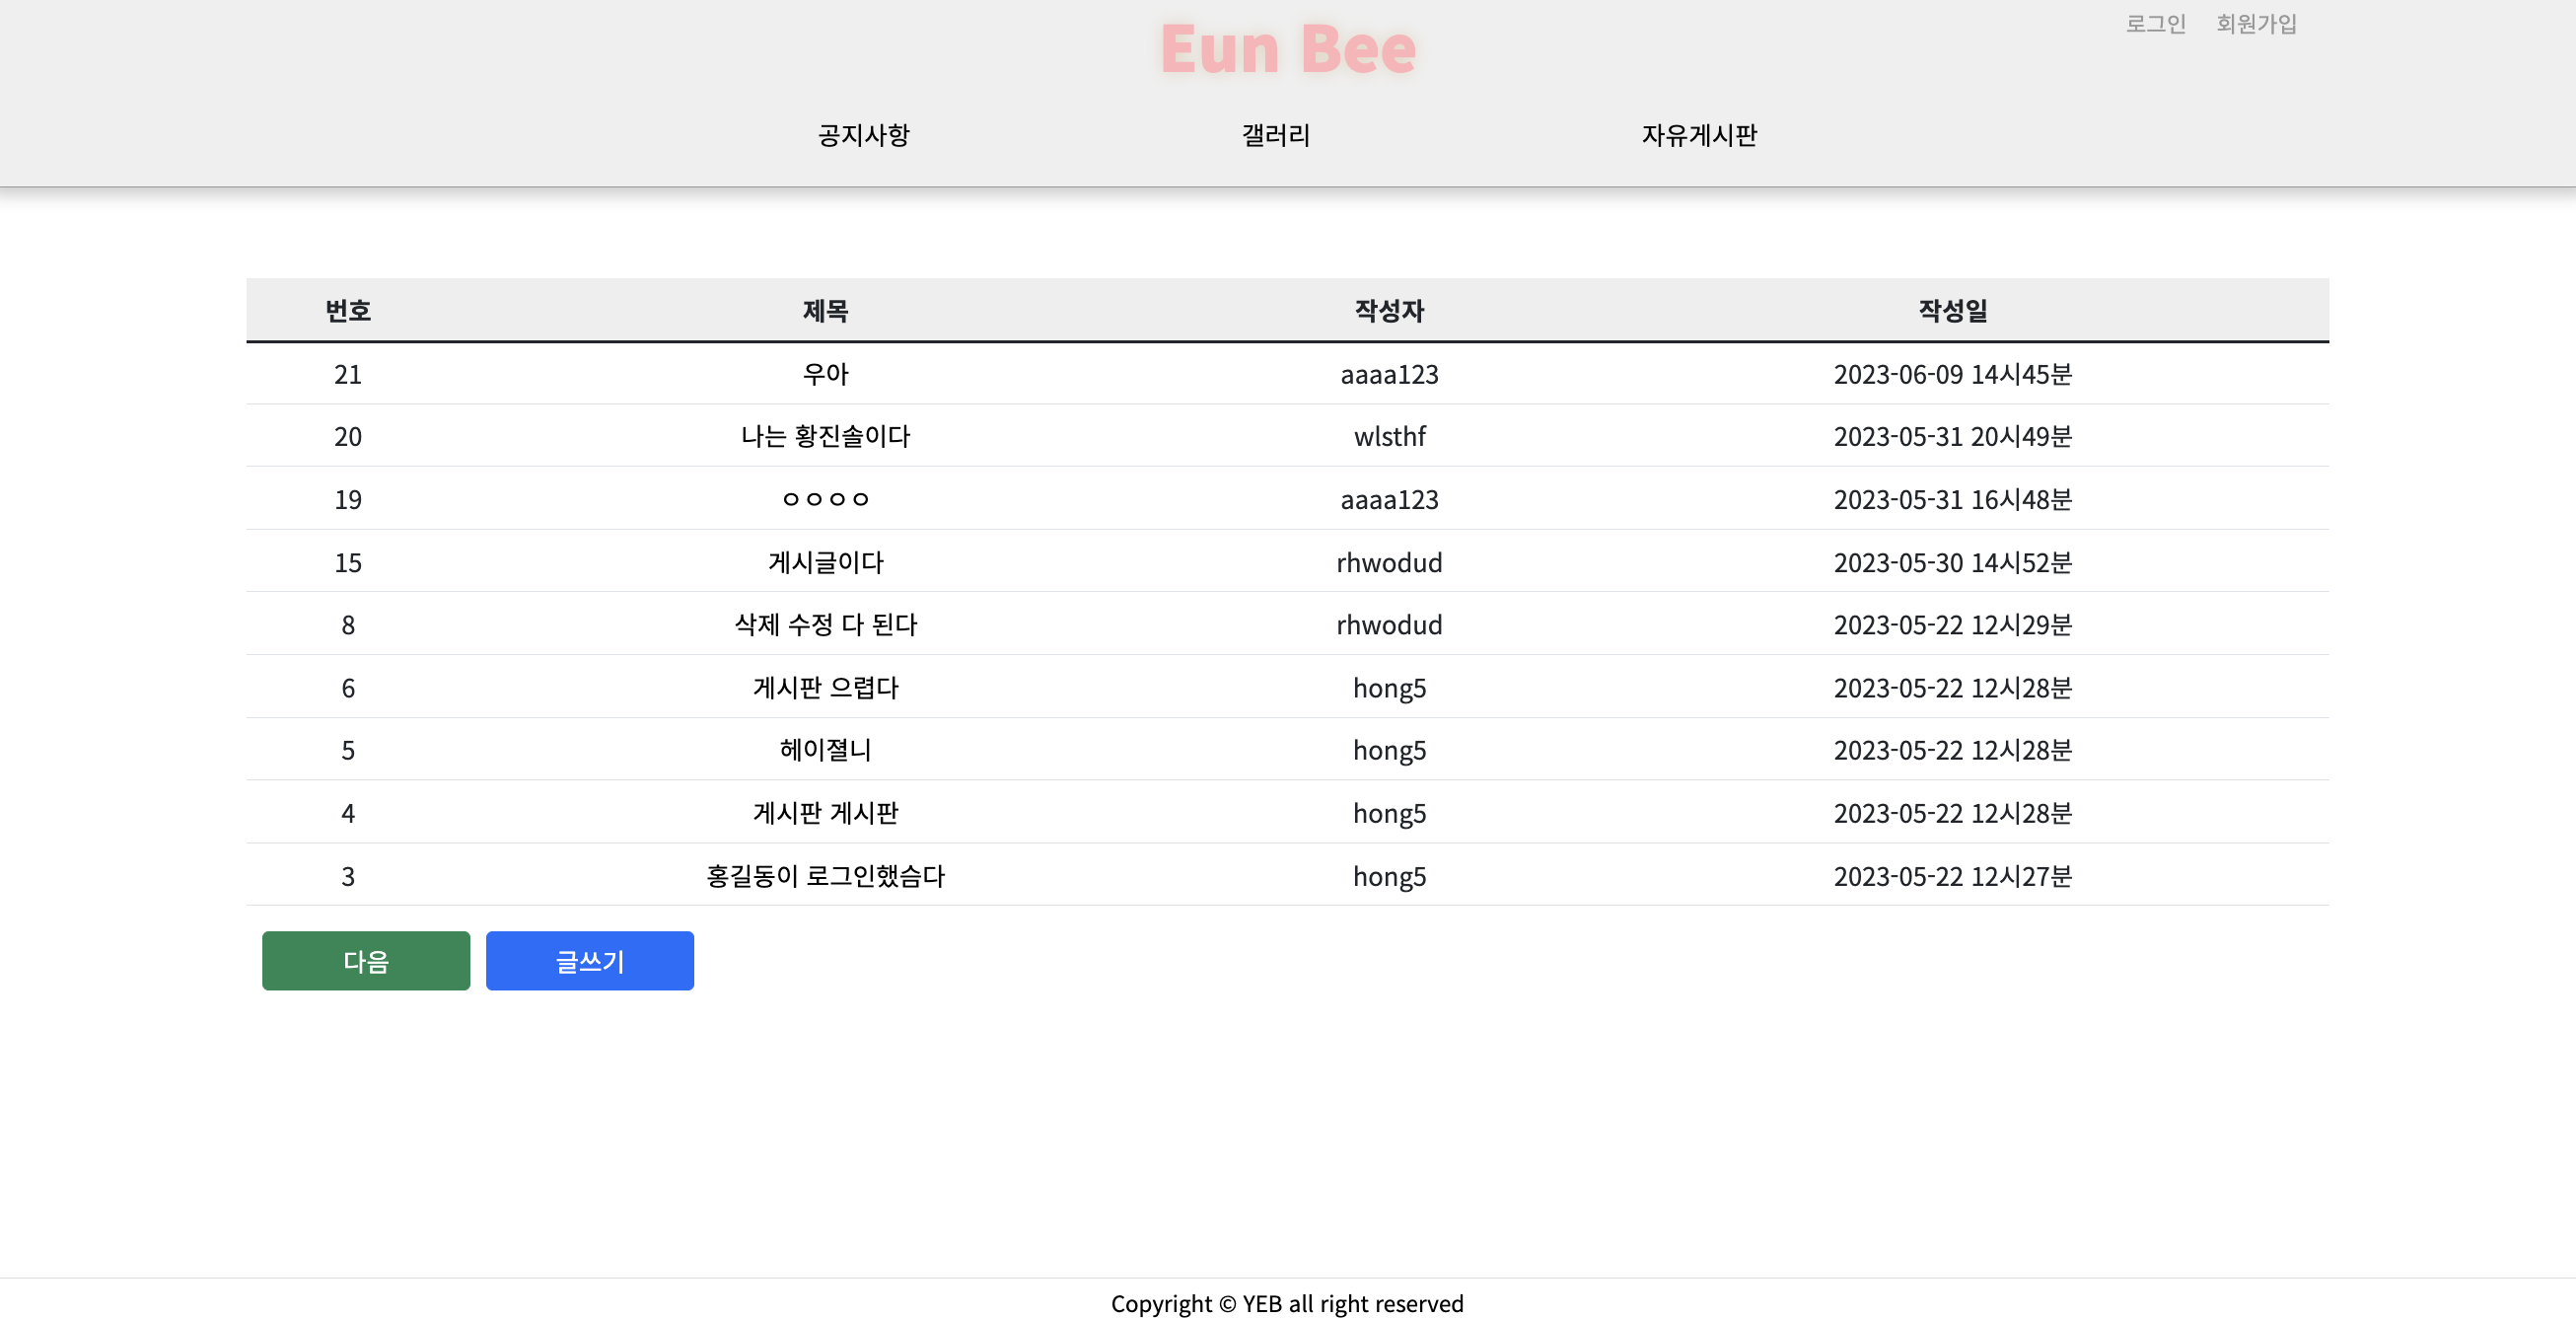 로그인 회원가입
Eun Bee
공지사항 갤러리 자유게시판
번호 제목 작성자 작성일
21 우아 aaaa123 2023-06-09 14시45분
20 나는 황진솔이다 wlsthf 2023-05-31 20시49분
19 ㅇㅇㅇㅇ aaaa123 2023-05-31 16시48분
15 게시글이다 rhwodud 2023-05-30 14시52분
8 삭제 수정 다 된다 rhwodud 2023-05-22 12시29분
6 게시판 으렵다 hong5 2023-05-22 12시28분
5 헤이졀니 hong5 2023-05-22 12시28분
4 게시판 게시판 hong5 2023-05-22 12시28분
3 홍길동이 로그인했슴다 hong5 2023-05-22 12시27분
다음 글쓰기
Copyright © YEB all right reserved